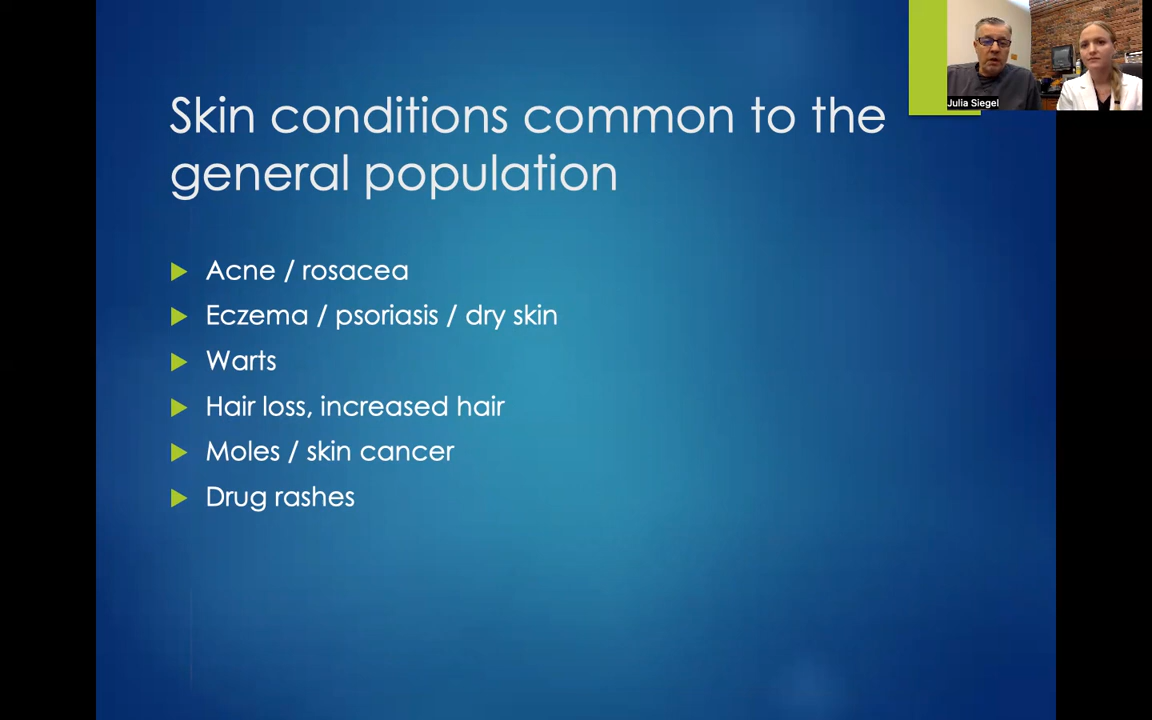 Skin conditions common to the
general population
Acne / rosacea
Eczema / psoriasis / dry skin
Warts
Hair loss, increased hair
Moles / skin cancer
Drug rashes
Julia Siegel